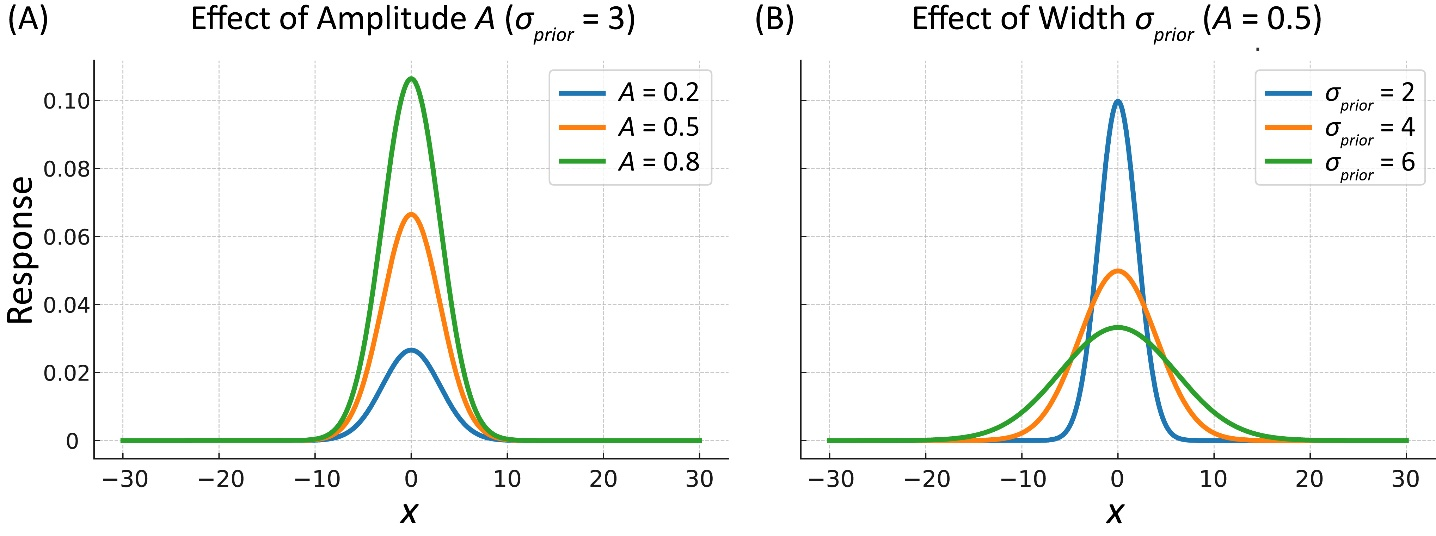 (A) Effect of Amplitude A (σprior = 3)
A = 0.2
A = 0.5
A = 0.8
Response
0.10
0.08
0.06
0.04
0.02
0
−30 −20 −10 0 10 20 30
x
(B) Effect of Width σprior (A = 0.5)
σprior = 2
σprior = 4
σprior = 6
−30 −20 −10 0 10 20 30
x